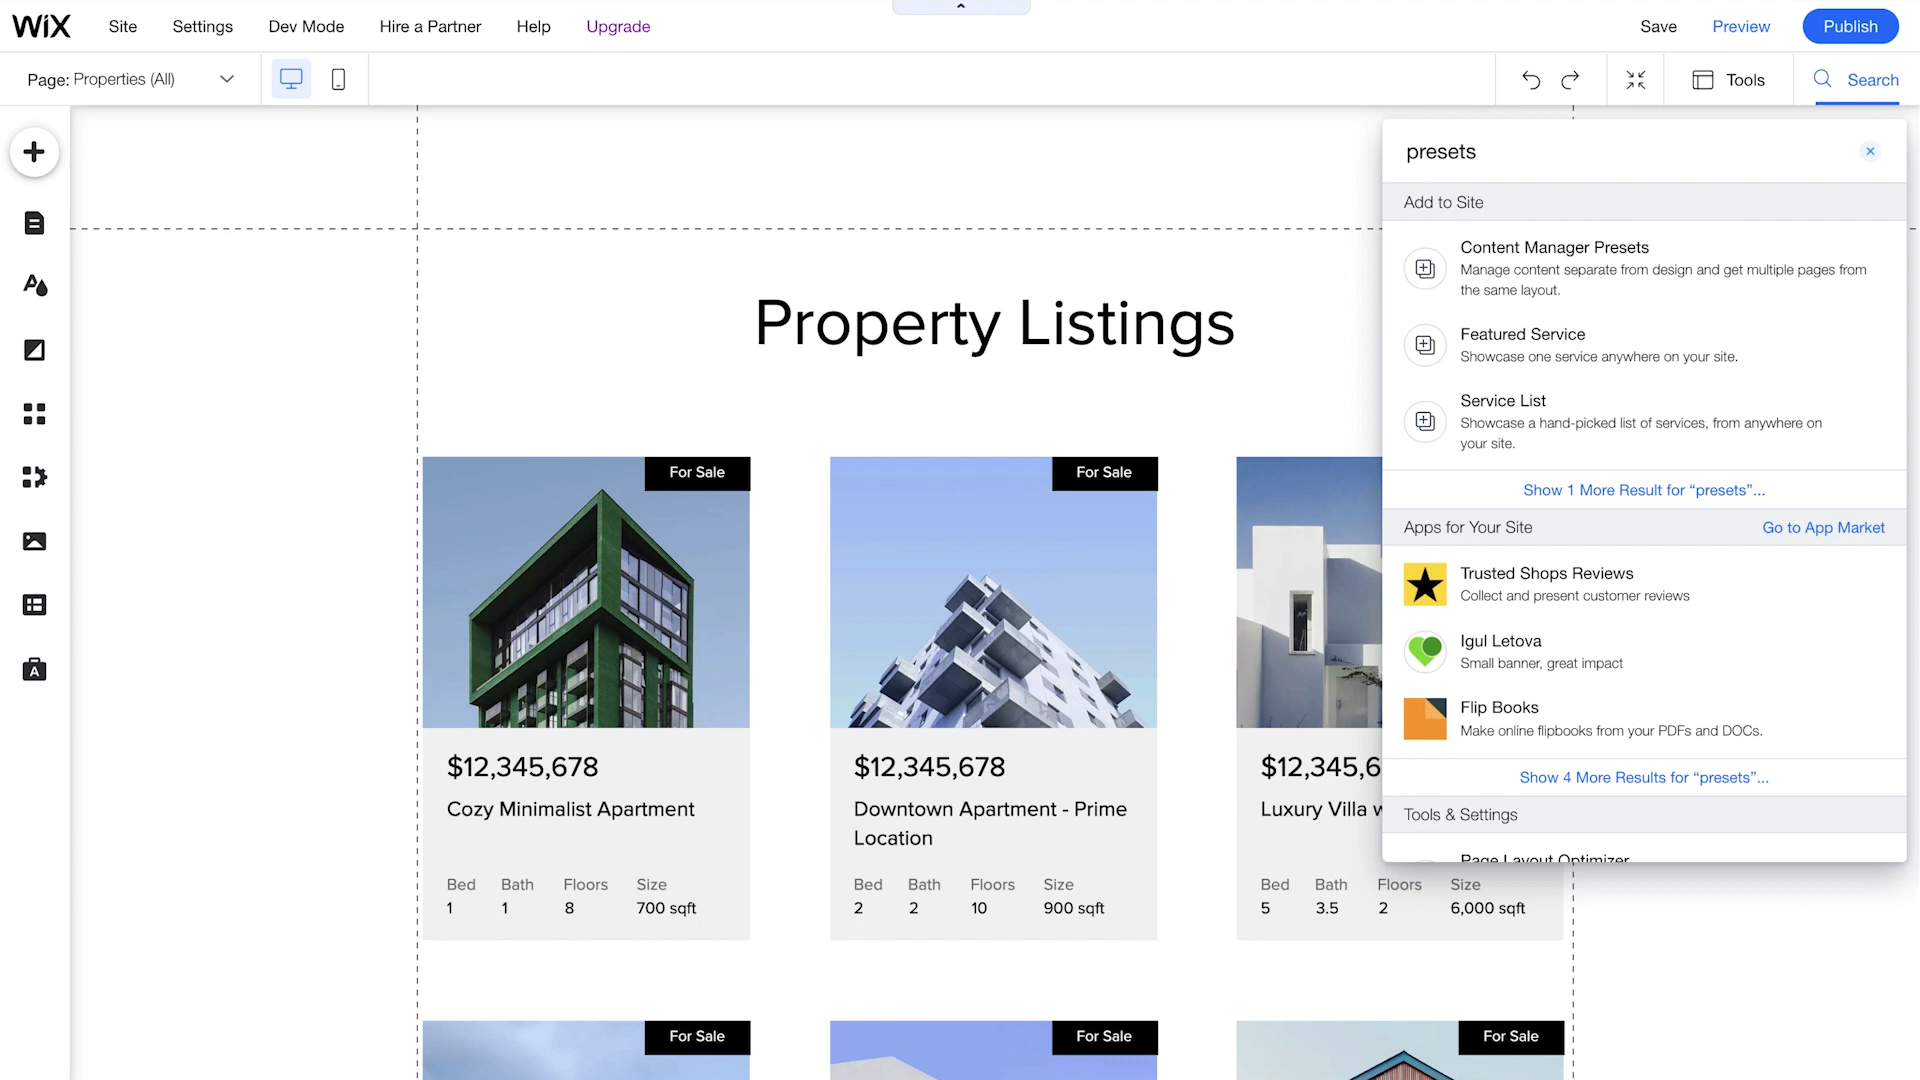 WiX Site Settings Dev Mode Hire a Partner Help Upgrade Save Preview Publish
Page: Properties (All) Tools Search
presets
Add to Site
Content Manager Presets
Manage content separate from design and get multiple pages from
the same layout.
Featured Service
Showcase one service anywhere on your site.
Service List
Showcase a hand-picked list of services, from anywhere on
your site.
Show 1 More Result for “presets”...
Apps for Your Site Go to App Market
Trusted Shops Reviews
Collect and present customer reviews
Igul Letova
Small banner, great impact
Flip Books
Make online flipbooks from your PDFs and DOCs.
Show 4 More Results for “presets”...
Tools & Settings
Page Layout Optimizer
Property Listings
For Sale
$12,345,678
Cozy Minimalist Apartment
Bed Bath Floors Size
1 1 8 700 sqft
For Sale
$12,345,678
Downtown Apartment - Prime
Location
Bed Bath Floors Size
2 2 10 900 sqft
$12,345,6
Luxury Villa w
Bed Bath Floors Size
5 3.5 2 6,000 sqft
For Sale
For Sale
For Sale
A